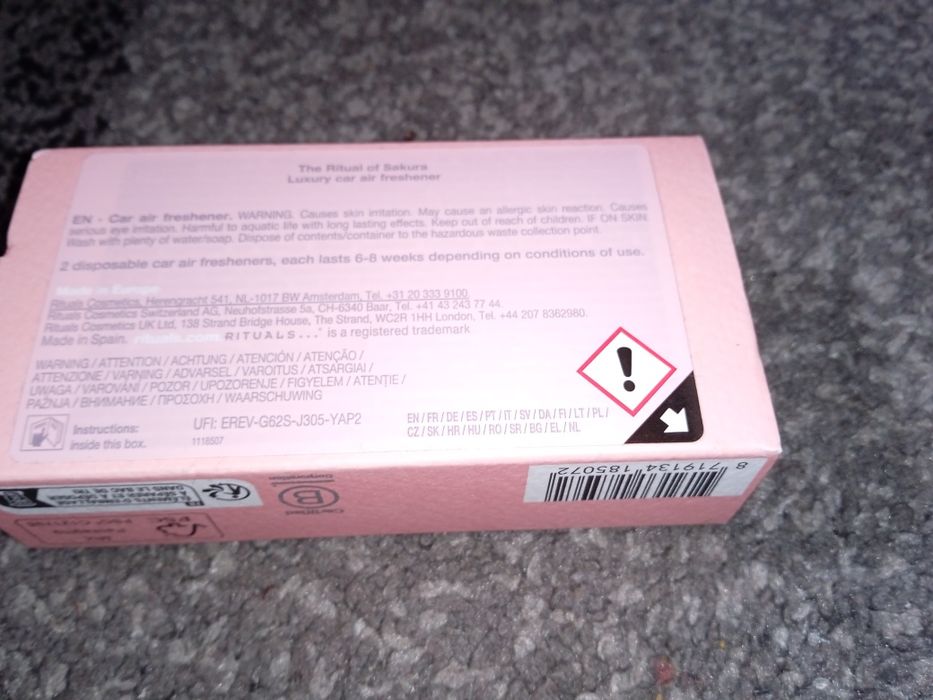 The Ritual of Sakura
Luxury car air freshener
EN - Car air freshener. WARNING. Causes skin irritation. May cause an allergic skin reaction. Causes
serious eye irritation. Harmful to aquatic life with long lasting effects. Keep out of reach of children. IF ON SKIN:
Wash with plenty of water/soap. Dispose of contents/container to the hazardous waste collection point.
2 disposable car air fresheners, each lasts 6-8 weeks depending on conditions of use.
Made in Europe
Rituals Cosmetics, Herengracht 541, NL-1017 BW Amsterdam, Tel. +31 20 333 9100.
Rituals Cosmetics Switzerland AG, Neuhofstrasse 5a, CH-6340 Baar, Tel. +41 43 243 77 44.
Rituals Cosmetics UK Ltd, 138 Strand Bridge House, The Strand, WC2R 1HH London, Tel. +44 207 8362980.
Made in Spain. rituals.com RITUALS...® is a registered trademark
WARNING / ATTENTION / ACHTUNG / ATENCIÓN / ATENÇÃO /
ATTENZIONE / VARNING / ADVARSEL / VAROITUS / ATSARGIAI /
UWAGA / VAROVÁNÍ / POZOR / UPOZORENJE / FIGYELEM / ATENȚIE /
PAŽNJA / ВНИМАНИЕ / ΠΡΟΣΟΧΗ / WAARSCHUWING
Instructions:
inside this box.
UFI: EREV-G62S-J305-YAP2
1118507
EN / FR / DE / ES / PT / IT / SV / DA / FI / LT / PL /
CZ / SK / HR / HU / RO / SR / BG / EL / NL
8 719134 185072
Certified
B
Corporation
FR
MIX
Packaging
FSC